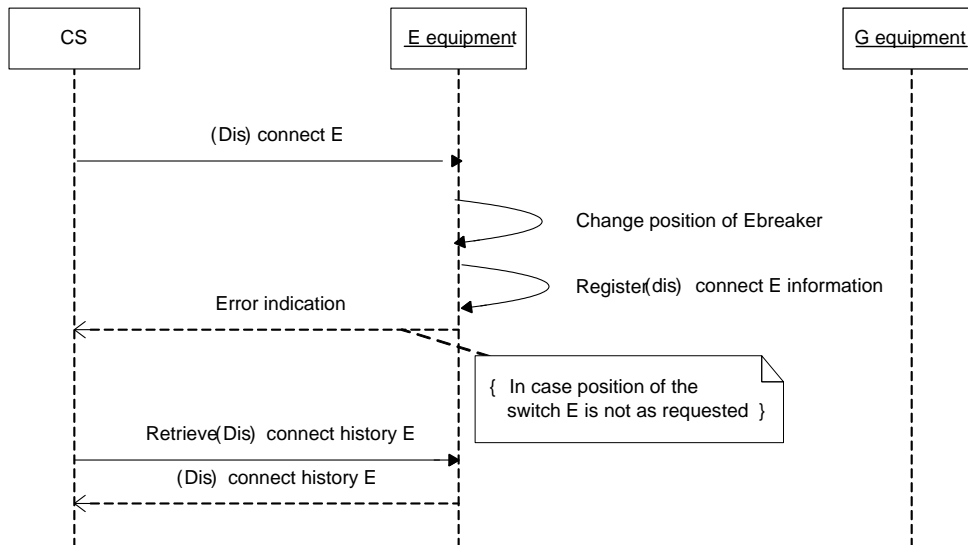 CS
E equipment
G equipment
(Dis) connect E
Change position of Ebreaker
Register(dis) connect E information
Error indication
{ In case position of the
switch E is not as requested }
Retrieve(Dis) connect history E
(Dis) connect history E